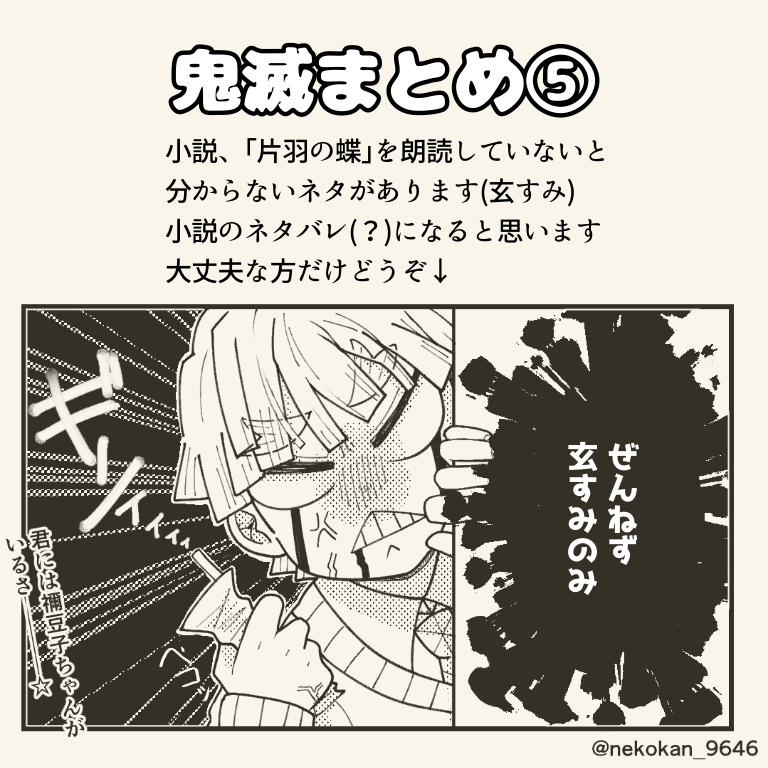 鬼滅まとめ⑤
小説、「片羽の蝶」を朗読していないと
分からないネタがあります(玄すみ)
小説のネタバレ(？)になると思います
大丈夫な方だけどうぞ↓
ぜんねず
玄すみのみ
ギリィィィィ
ベコ
君には禰豆子ちゃんが
いるさ―――☆
@nekokan_9646